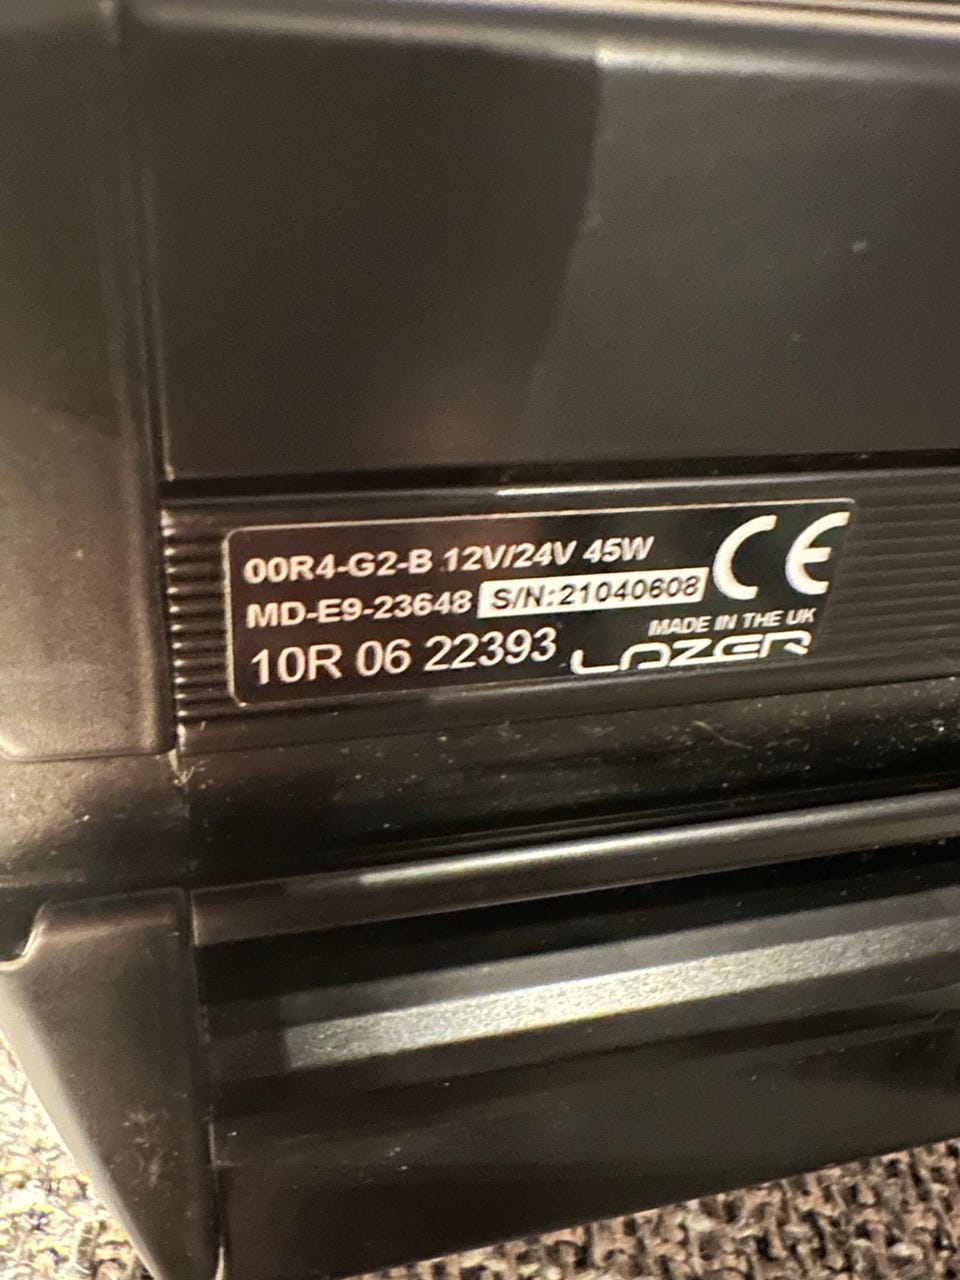 00R4-G2-B 12V/24V 45W
MD-E9-23648 S/N:21040608
10R 06 22393
CE
MADE IN THE UK
LAZER